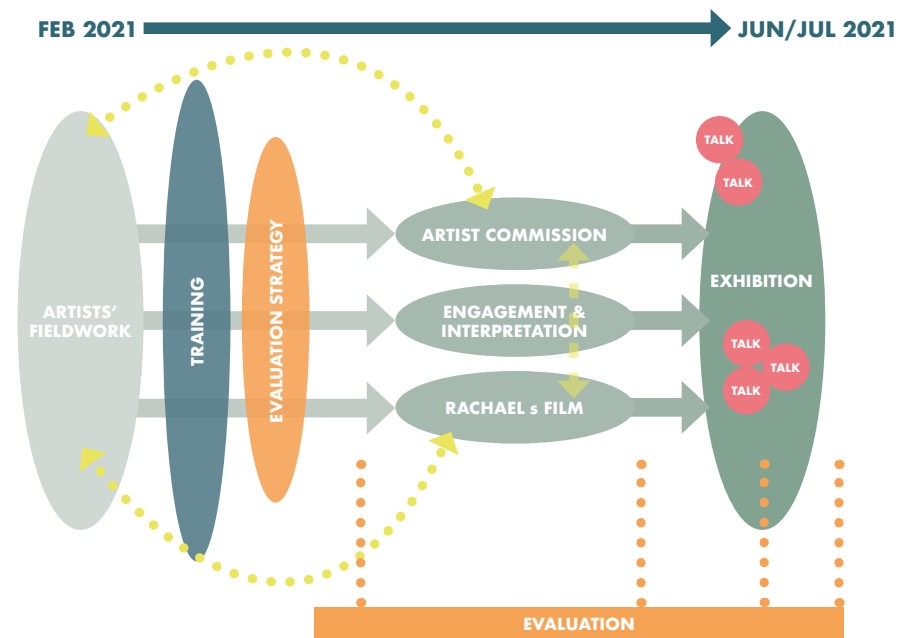 FEB 2021
JUN/JUL 2021
ARTISTS'
FIELDWORK
TRAINING
EVALUATION STRATEGY
ARTIST COMMISSION
ENGAGEMENT &
INTERPRETATION
RACHAEL s FILM
TALK
TALK
EXHIBITION
TALK
TALK
TALK
EVALUATION